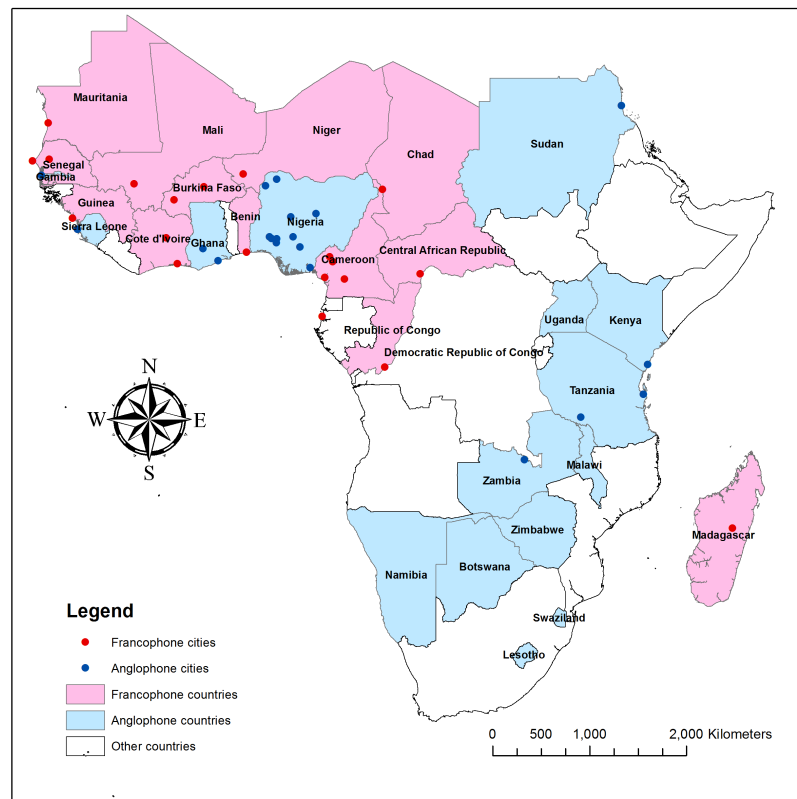 Mauritania
Mali
Niger
Chad
Sudan
Senegal
Gambia
Burkina Faso
Guinea
Benin
Nigeria
Sierra Leone
Cote d'Ivoire
Ghana
Central African Republic
Cameroon
Uganda
Kenya
Republic of Congo
Democratic Republic of Congo
Tanzania
N
W
E
S
Malawi
Zambia
Zimbabwe
Madagascar
Botswana
Namibia
Swaziland
Lesotho
Legend
Francophone cities
Anglophone cities
Francophone countries
Anglophone countries
Other countries
0 500 1,000 2,000 Kilometers